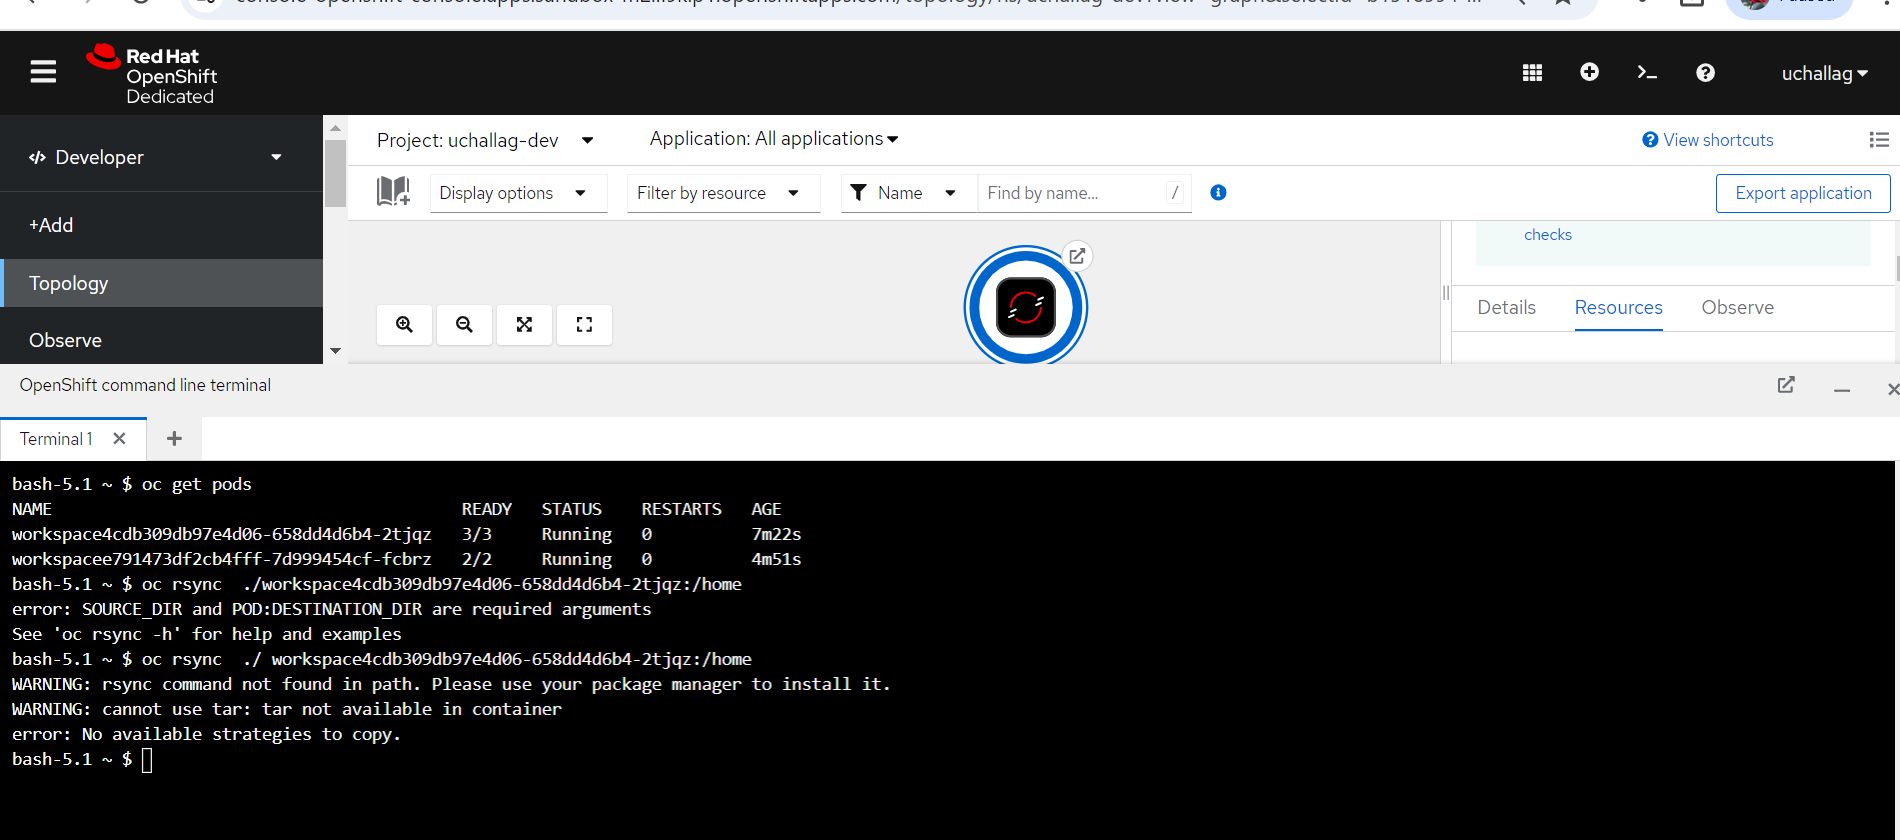 Red Hat
OpenShift
Dedicated
uchallag
Developer
Project: uchallag-dev
Application: All applications
View shortcuts
+Add
Display options
Filter by resource
Name
Find by name...
/
Export application
Topology
checks
Observe
Details
Resources
Observe
OpenShift command line terminal
Terminal 1
bash-5.1 ~ $ oc get pods
NAME READY STATUS RESTARTS AGE
workspace4cdb309db97e4d06-658dd4d6b4-2tjqz 3/3 Running 0 7m22s
workspacee791473df2cb4fff-7d999454cf-fcbrz 2/2 Running 0 4m51s
bash-5.1 ~ $ oc rsync  ./workspace4cdb309db97e4d06-658dd4d6b4-2tjqz:/home
error: SOURCE_DIR and POD:DESTINATION_DIR are required arguments
See 'oc rsync -h' for help and examples
bash-5.1 ~ $ oc rsync  ./ workspace4cdb309db97e4d06-658dd4d6b4-2tjqz:/home
WARNING: rsync command not found in path. Please use your package manager to install it.
WARNING: cannot use tar: tar not available in container
error: No available strategies to copy.
bash-5.1 ~ $